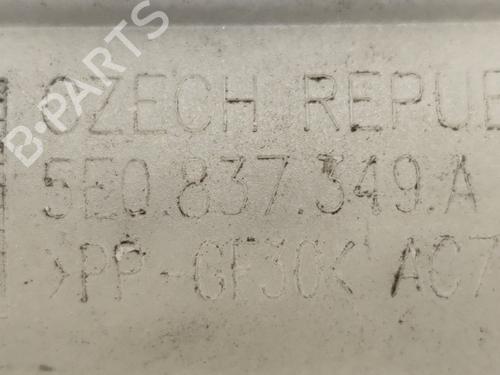 B-PARTS
CZECH REPUB
5E0.837.349.A
>PP-GF30< AC7